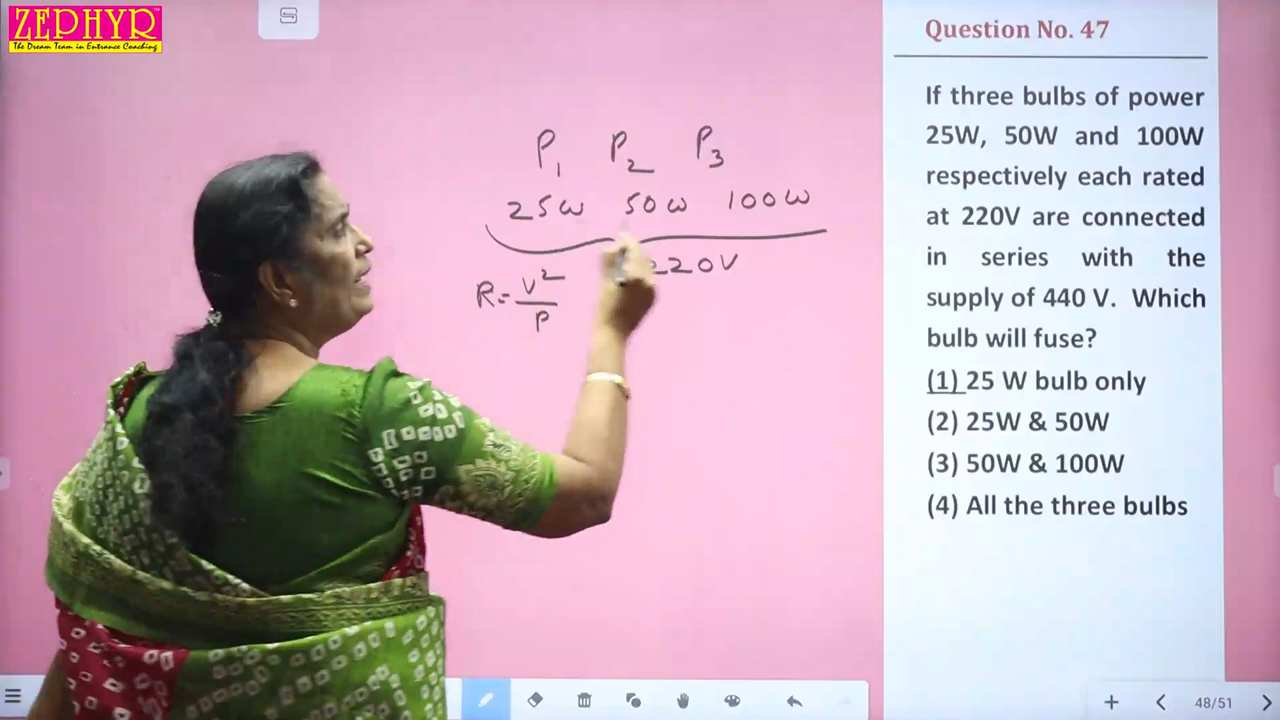 ZEPHYR
The Dream Team in Entrance Coaching
P1 P2 P3
25W 50W 100W
220V
R = V²/P
Question No. 47
If three bulbs of power
25W, 50W and 100W
respectively each rated
at 220V are connected
in series with the
supply of 440 V. Which
bulb will fuse?
(1) 25 W bulb only
(2) 25W & 50W
(3) 50W & 100W
(4) All the three bulbs
48/51